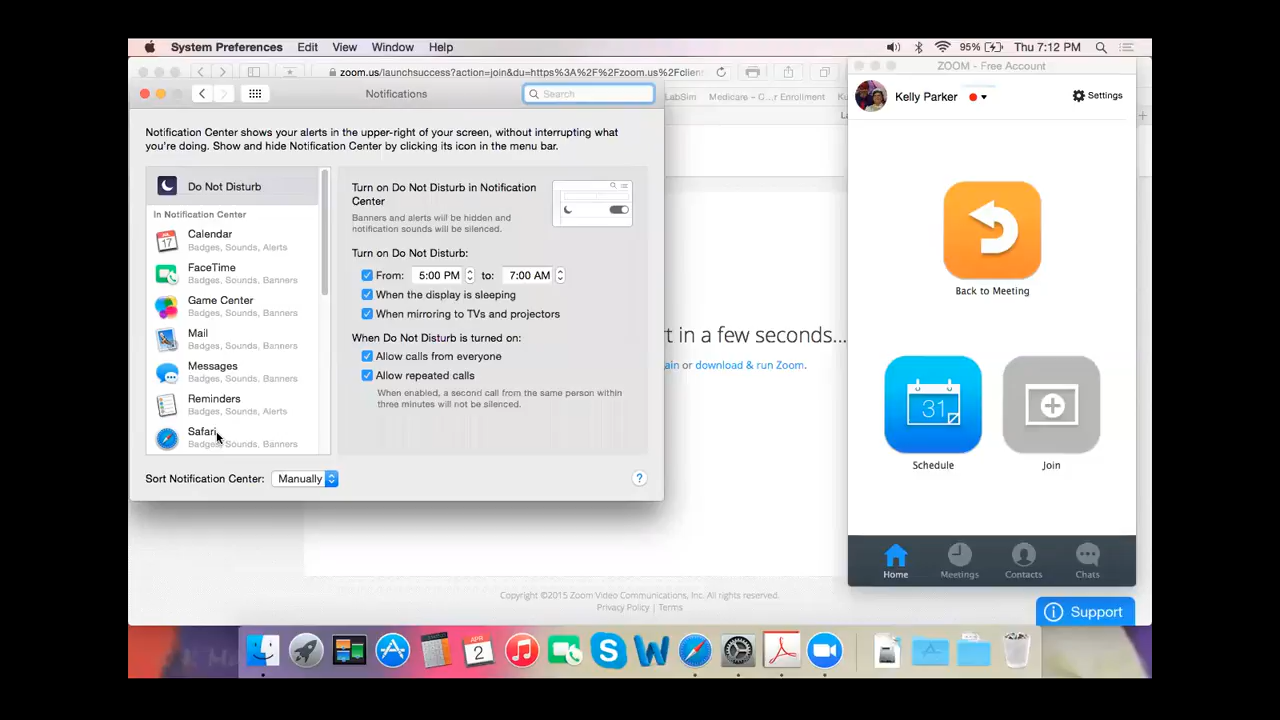 System Preferences Edit View Window Help
95% Thu 7:12 PM
zoom.us/launchsuccess?action=join&du=https%3A%2F%2Fzoom.us%2Fclien
ZOOM - Free Account
Notifications
Search
LabSim Medicare - C...r Enrollment
Kelly Parker
Settings
Notification Center shows your alerts in the upper-right of your screen, without interrupting what
you're doing. Show and hide Notification Center by clicking its icon in the menu bar.
Do Not Disturb
In Notification Center
Calendar
Badges, Sounds, Alerts
FaceTime
Badges, Sounds, Banners
Game Center
Badges, Sounds, Banners
Mail
Badges, Sounds, Banners
Messages
Badges, Sounds, Banners
Reminders
Badges, Sounds, Alerts
Safari
Badges, Sounds, Banners
Turn on Do Not Disturb in Notification
Center
Banners and alerts will be hidden and
notification sounds will be silenced.
Turn on Do Not Disturb:
From: 5:00 PM to: 7:00 AM
When the display is sleeping
When mirroring to TVs and projectors
When Do Not Disturb is turned on:
Allow calls from everyone
Allow repeated calls
When enabled, a second call from the same person within
three minutes will not be silenced.
Sort Notification Center: Manually
?
rt in a few seconds...
ain or download & run Zoom.
Back to Meeting
31
Schedule
Join
Home
Meetings
Contacts
Chats
Copyright ©2015 Zoom Video Communications, Inc. All rights reserved.
Privacy Policy | Terms
Support
17
APR
2